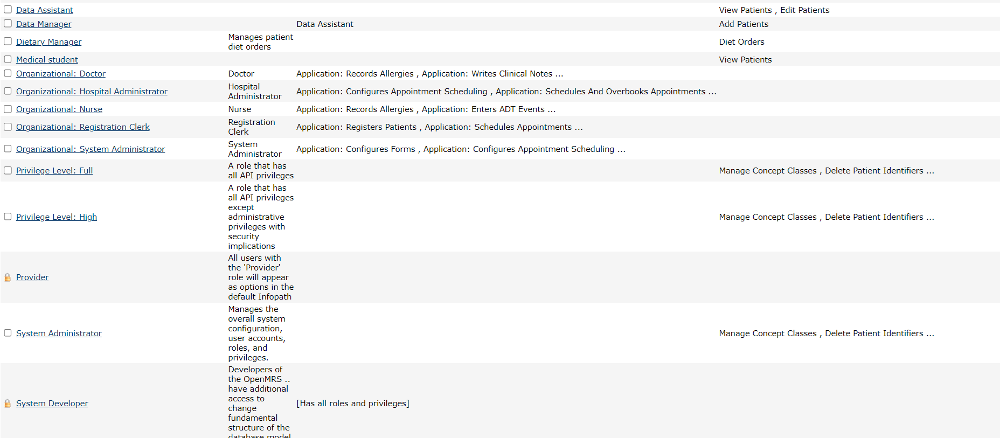 Data Assistant View Patients , Edit Patients
Data Manager Data Assistant Add Patients
Dietary Manager Manages patient diet orders Diet Orders
Medical student View Patients
Organizational: Doctor Doctor Application: Records Allergies , Application: Writes Clinical Notes ...
Organizational: Hospital Administrator Hospital Administrator Application: Configures Appointment Scheduling , Application: Schedules And Overbooks Appointments ...
Organizational: Nurse Nurse Application: Records Allergies , Application: Enters ADT Events ...
Organizational: Registration Clerk Registration Clerk Application: Registers Patients , Application: Schedules Appointments ...
Organizational: System Administrator System Administrator Application: Configures Forms , Application: Configures Appointment Scheduling ...
Privilege Level: Full A role that has all API privileges Manage Concept Classes , Delete Patient Identifiers ...
Privilege Level: High
A role that has
all API privileges
except
administrative
privileges with
security
implications
Manage Concept Classes , Delete Patient Identifiers ...
Provider
All users with
the 'Provider'
role will appear
as options in the
default Infopath
System Administrator
Manages the
overall system
configuration,
user accounts,
roles, and
privileges.
Manage Concept Classes , Delete Patient Identifiers ...
System Developer
Developers of
the OpenMRS ..
have additional
access to
change
fundamental
structure of the
database model
[Has all roles and privileges]